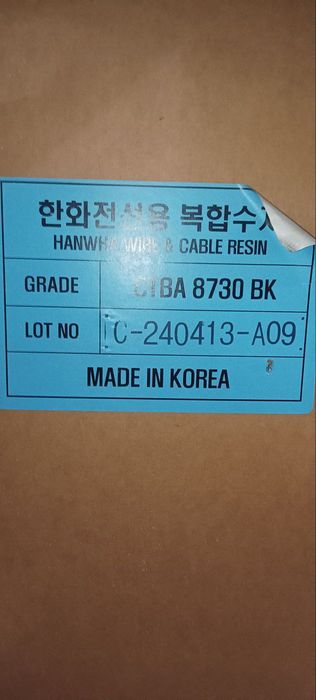 한화전선용 복합수지
HANWHA WIRE & CABLE RESIN
GRADE CTBA 8730 BK
LOT NO C-240413-A09
MADE IN KOREA